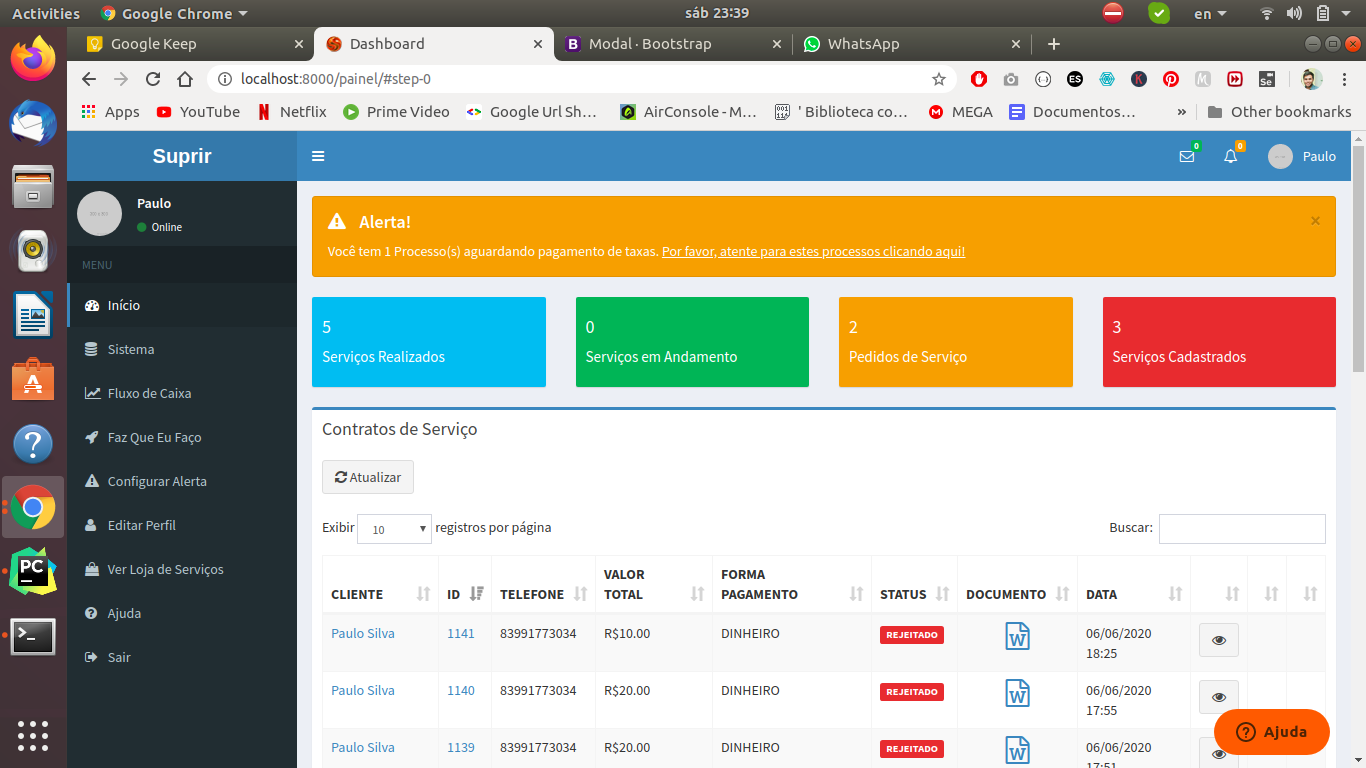 Activities
Google Chrome
sáb 23:39
en
Google Keep
Dashboard
Modal · Bootstrap
WhatsApp
localhost:8000/painel/#step-0
Apps
YouTube
Netflix
Prime Video
Google Url Sh...
AirConsole - M...
' Biblioteca co...
MEGA
Documentos...
»
Other bookmarks
Suprir
0
0
Paulo
Paulo
Online
MENU
Início
Sistema
Fluxo de Caixa
Faz Que Eu Faço
Configurar Alerta
Editar Perfil
Ver Loja de Serviços
Ajuda
Sair
Alerta!
×
Você tem 1 Processo(s) aguardando pagamento de taxas. Por favor, atente para estes processos clicando aqui!
5
Serviços Realizados
0
Serviços em Andamento
2
Pedidos de Serviço
3
Serviços Cadastrados
Contratos de Serviço
Atualizar
Exibir 10 registros por página
Buscar:
CLIENTE ID TELEFONE VALOR TOTAL FORMA PAGAMENTO STATUS DOCUMENTO DATA
Paulo Silva 1141 83991773034 R$10.00 DINHEIRO REJEITADO W 06/06/2020 18:25
Paulo Silva 1140 83991773034 R$20.00 DINHEIRO REJEITADO W 06/06/2020 17:55
Paulo Silva 1139 83991773034 R$20.00 DINHEIRO REJEITADO W 06/06/2020 17:51
Ajuda